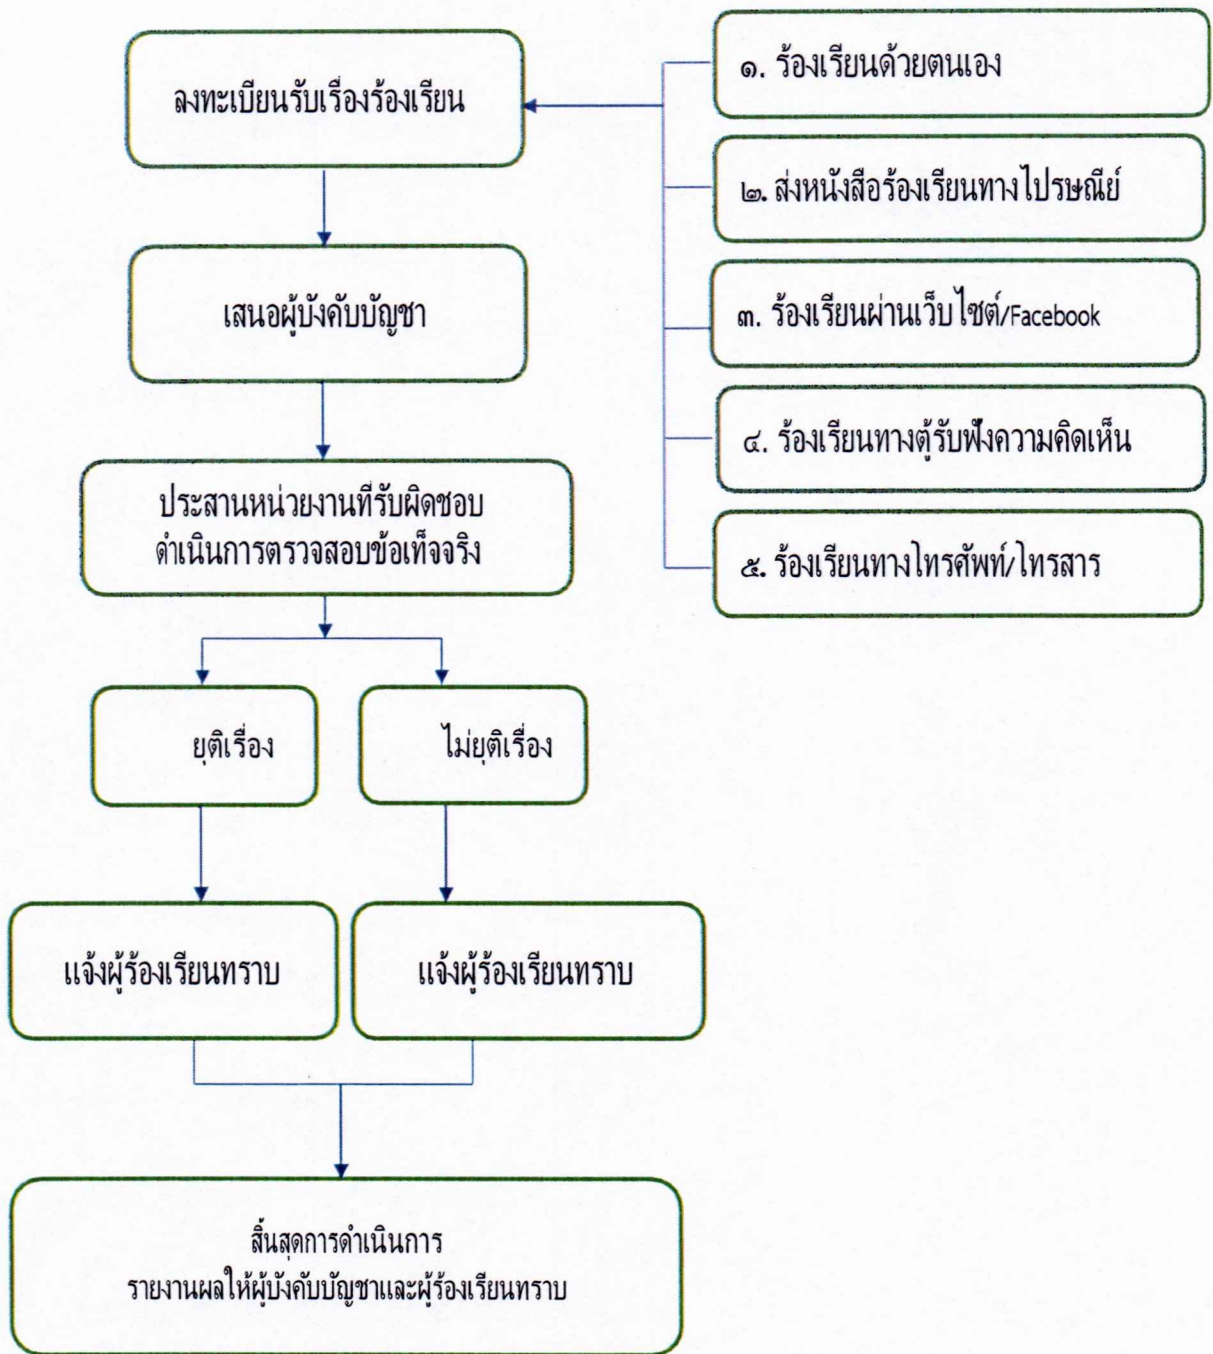 ลงทะเบียนรับเรื่องร้องเรียน
๑. ร้องเรียนด้วยตนเอง
๒. ส่งหนังสือร้องเรียนทางไปรษณีย์
๓. ร้องเรียนผ่านเว็บไซต์/Facebook
๔. ร้องเรียนทางตู้รับฟังความคิดเห็น
๕. ร้องเรียนทางโทรศัพท์/โทรสาร
เสนอผู้บังคับบัญชา
ประสานหน่วยงานที่รับผิดชอบ
ดำเนินการตรวจสอบข้อเท็จจริง
ยุติเรื่อง
ไม่ยุติเรื่อง
แจ้งผู้ร้องเรียนทราบ
แจ้งผู้ร้องเรียนทราบ
สิ้นสุดการดำเนินการ
รายงานผลให้ผู้บังคับบัญชาและผู้ร้องเรียนทราบ